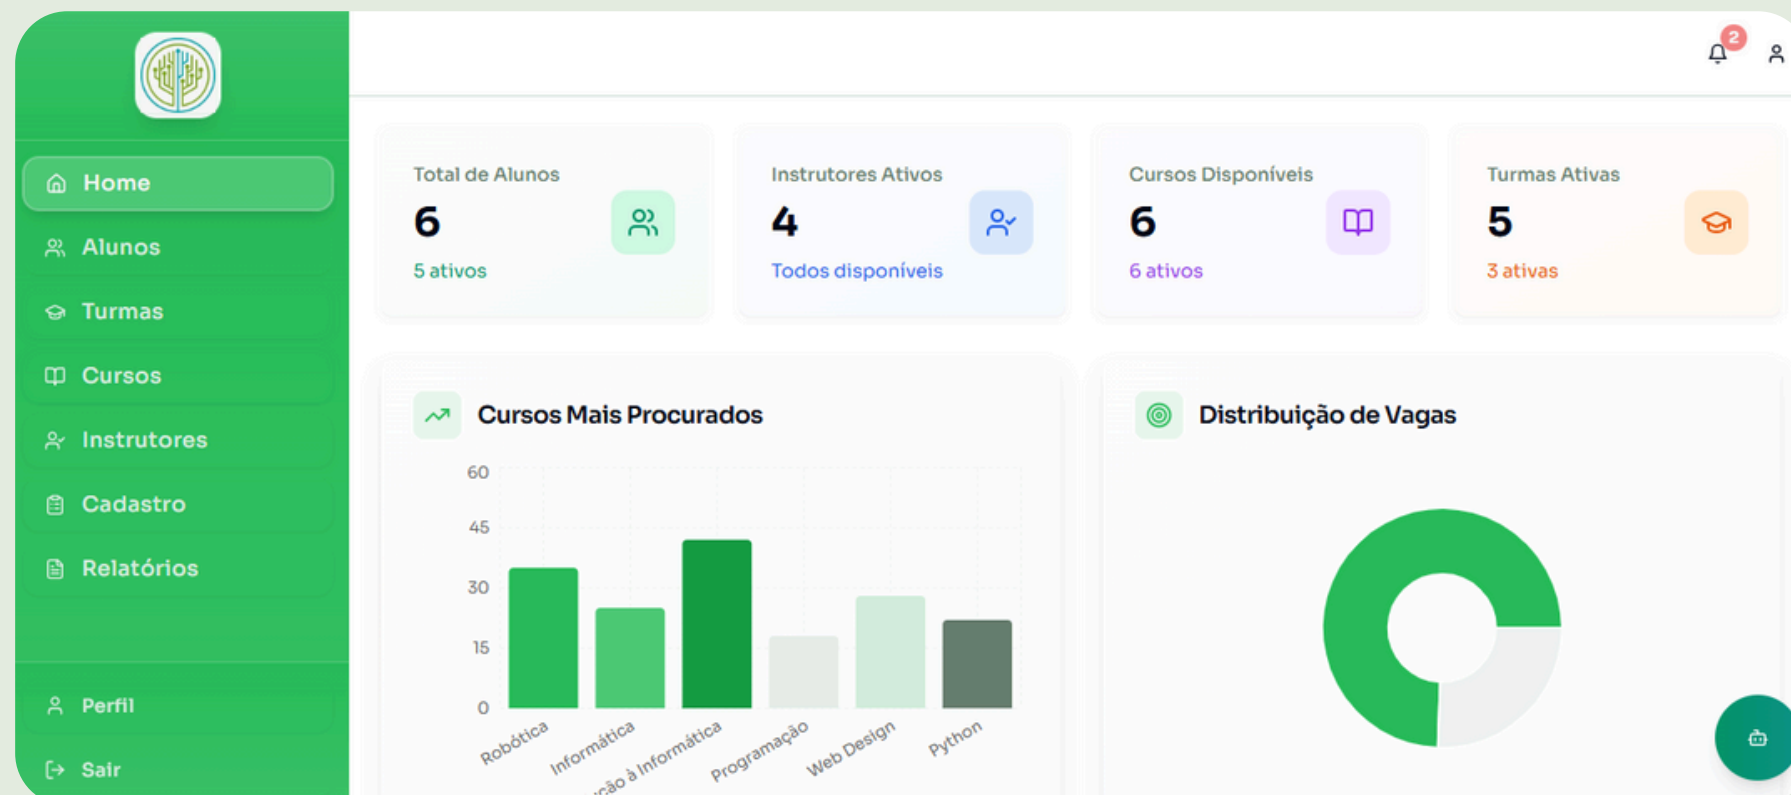 2
Home
Alunos
Turmas
Cursos
Instrutores
Cadastro
Relatórios
Perfil
Sair
Total de Alunos
6
5 ativos
Instrutores Ativos
4
Todos disponíveis
Cursos Disponíveis
6
6 ativos
Turmas Ativas
5
3 ativas
Cursos Mais Procurados
60
45
30
15
0
Robótica
Informática
à Informática
Programação
Web Design
Python
Distribuição de Vagas